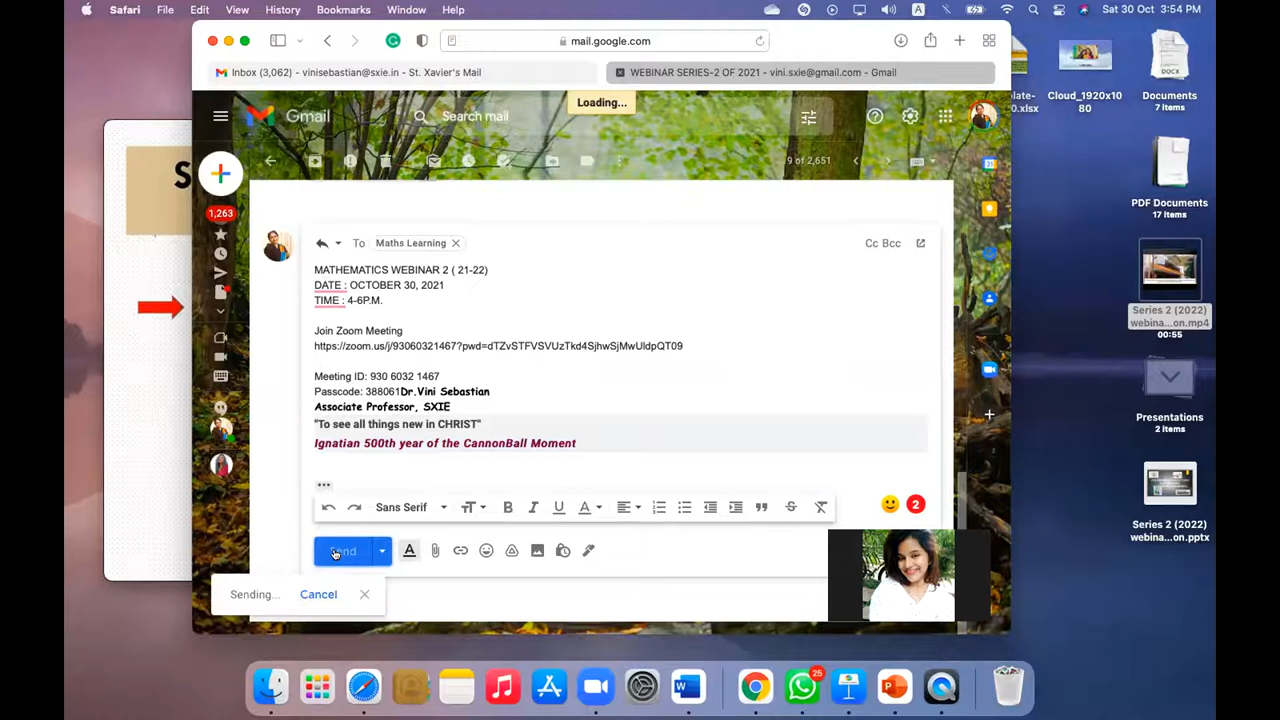 Safari File Edit View History Bookmarks Window Help
A Sat 30 Oct 3:54 PM
mail.google.com
Inbox (3,062) - vinisebastian@sxie.in - St. Xavier's Mail
WEBINAR SERIES-2 OF 2021 - vini.sxie@gmail.com - Gmail
Loading...
Gmail
Search mail
9 of 2,651
1,263
S
To Maths Learning
Cc Bcc
MATHEMATICS WEBINAR 2 ( 21-22)
DATE : OCTOBER 30, 2021
TIME : 4-6P.M.
Join Zoom Meeting
https://zoom.us/j/93060321467?pwd=dTZvSTFVSVUzTkd4SjhwSjMwUldpQT09
Meeting ID: 930 6032 1467
Passcode: 388061Dr.Vini Sebastian
Associate Professor, SXIE
"To see all things new in CHRIST"
Ignatian 500th year of the CannonBall Moment
Sans Serif
B I U A
2
Send
A
Sending... Cancel
.xlsx
Cloud_1920x10
80
Documents
7 items
DOCX
PDF Documents
17 items
Series 2 (2022)
webina...on.mp4
00:55
Presentations
2 items
Series 2 (2022)
webina...on.pptx
25
W
P